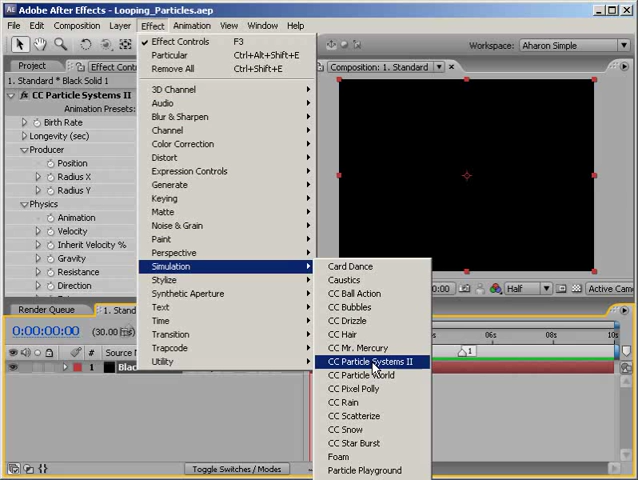 Adobe After Effects - Looping_Particles.aep
File Edit Composition Layer Effect Animation View Window Help
Workspace: Aharon Simple
Project
Effect Contr
Composition: 1. Standard
1. Standard * Black Solid 1
CC Particle Systems II
Animation Presets:
Birth Rate
Longevity (sec)
Producer
Position
Radius X
Radius Y
Physics
Animation
Velocity
Inherit Velocity %
Gravity
Resistance
Direction
Effect Controls F3
Particular Ctrl+Alt+Shift+E
Remove All Ctrl+Shift+E
3D Channel
Audio
Blur & Sharpen
Channel
Color Correction
Distort
Expression Controls
Generate
Keying
Matte
Noise & Grain
Paint
Perspective
Simulation
Stylize
Synthetic Aperture
Text
Time
Transition
Trapcode
Utility
Card Dance
Caustics
CC Ball Action
CC Bubbles
CC Drizzle
CC Hair
CC Mr. Mercury
CC Particle Systems II
CC Particle World
CC Pixel Polly
CC Rain
CC Scatterize
CC Snow
CC Star Burst
Foam
Particle Playground
Half
Active Cam
Render Queue
1. Stand
0:00:00:00
(30.00
06s
08s
1
#
Source N
1
Black
Toggle Switches / Modes